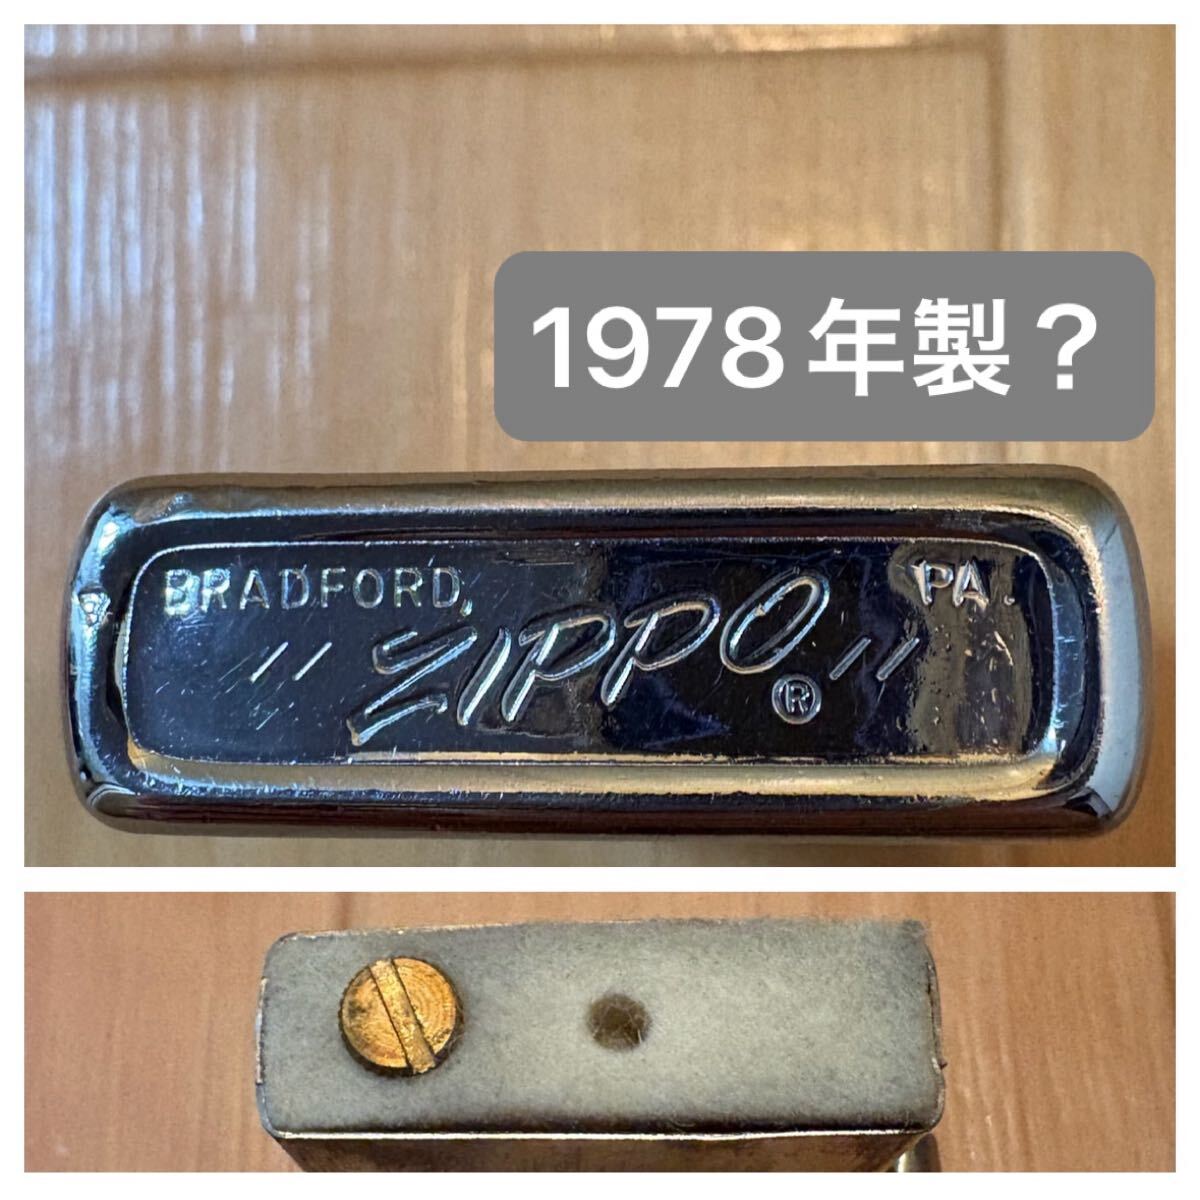 1978年製？
BRADFORD, PA.
// ZIPPO® //